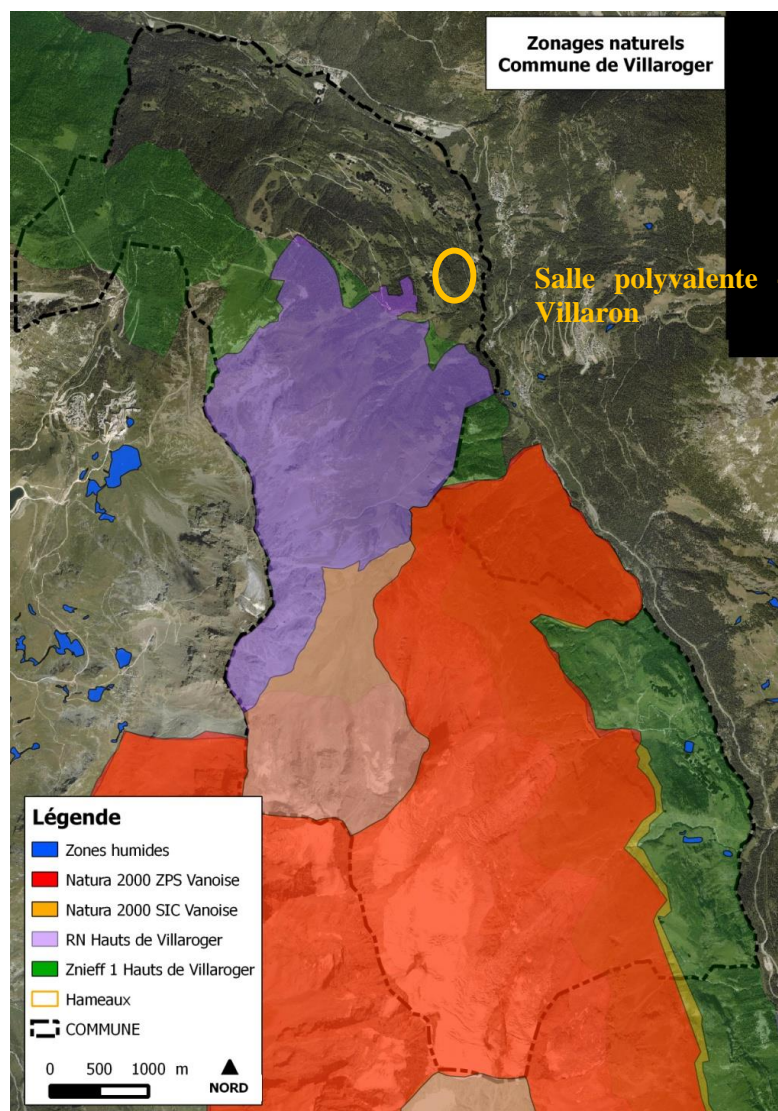 Zonages naturels
Commune de Villaroger
Salle polyvalente
Villaron
Légende
Zones humides
Natura 2000 ZPS Vanoise
Natura 2000 SIC Vanoise
RN Hauts de Villaroger
Znieff 1 Hauts de Villaroger
Hameaux
COMMUNE
0 500 1000 m
NORD